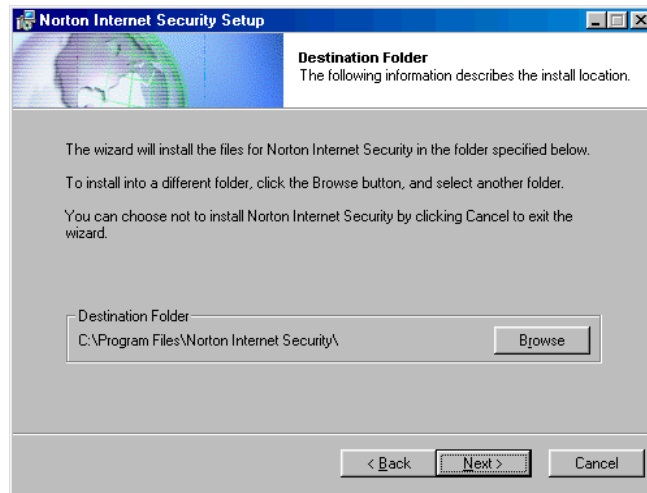 Norton Internet Security Setup
Destination Folder
The following information describes the install location.
The wizard will install the files for Norton Internet Security in the folder specified below.
To install into a different folder, click the Browse button, and select another folder.
You can choose not to install Norton Internet Security by clicking Cancel to exit the
wizard.
Destination Folder
C:\Program Files\Norton Internet Security\
Browse
< Back
Next >
Cancel